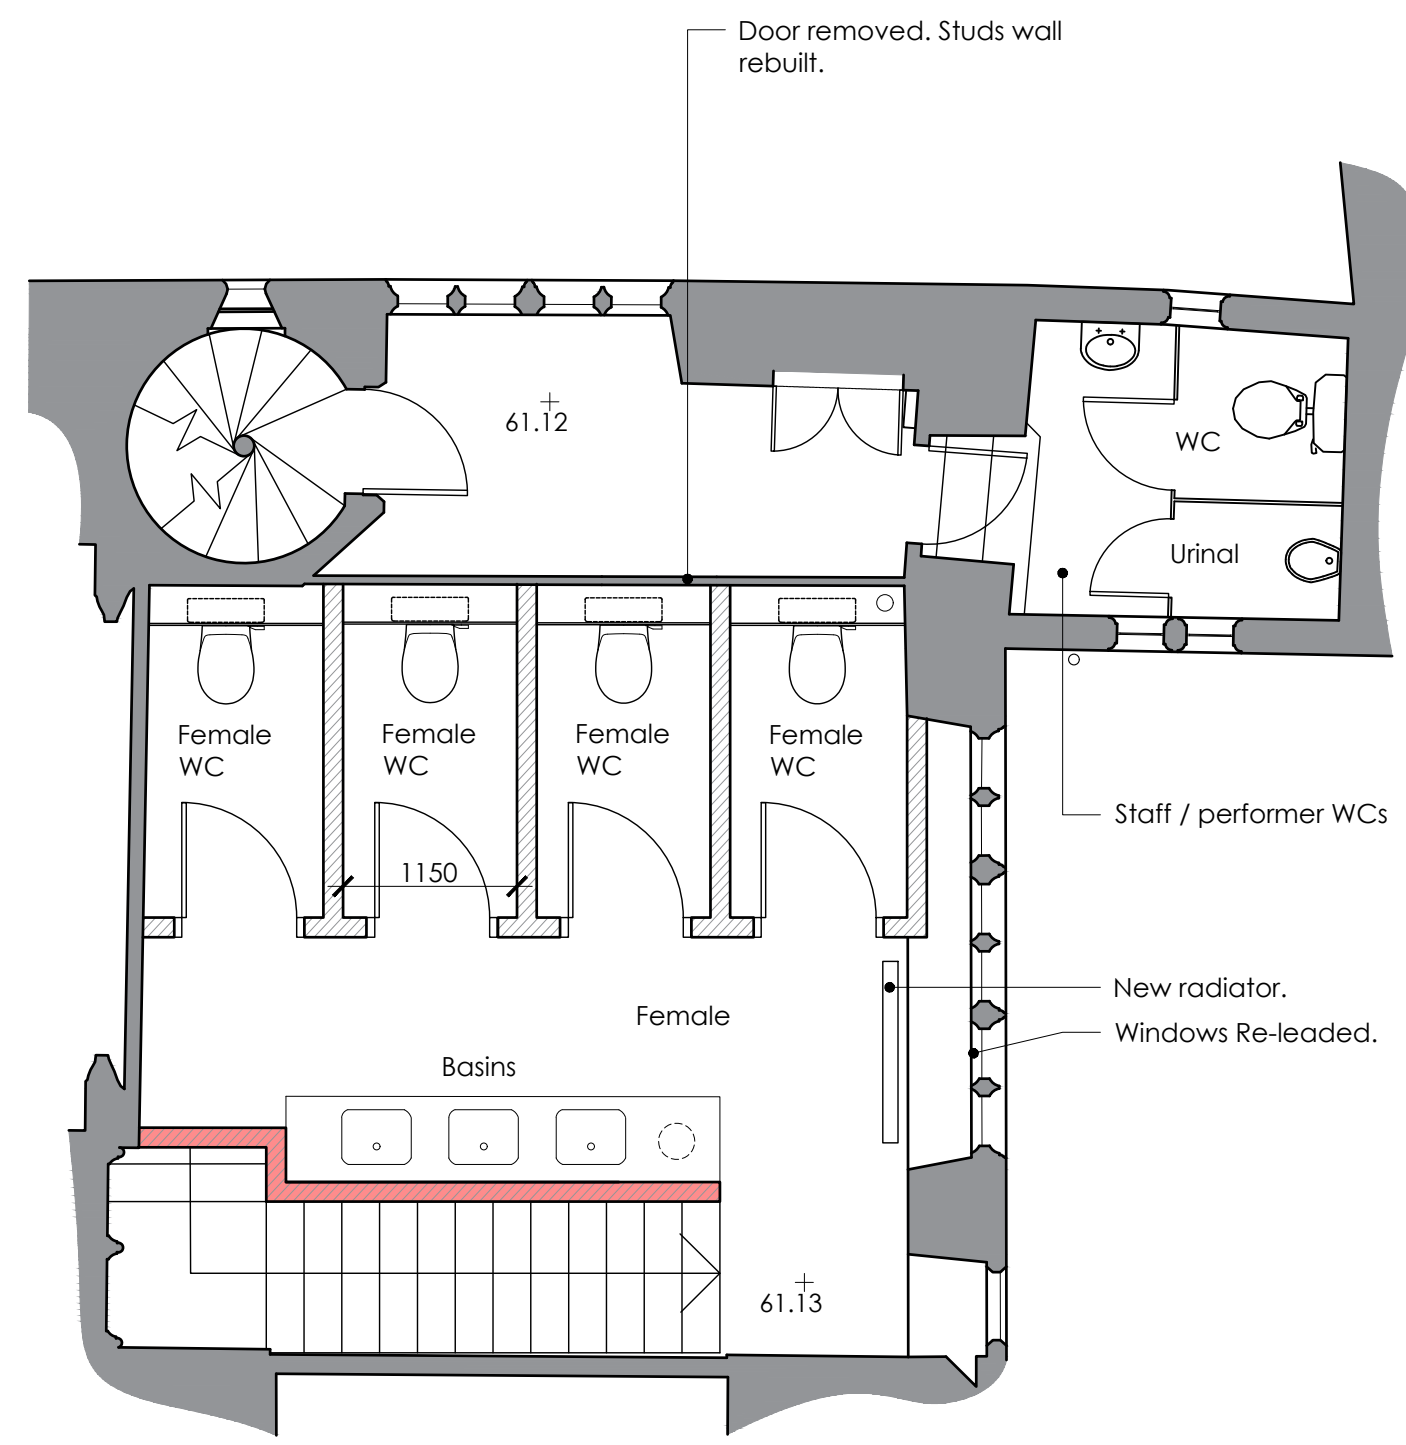 Door removed. Studs wall
rebuilt.
61.12
WC
Urinal
Female
WC
Female
WC
Female
WC
Female
WC
Staff / performer WCs
1150
New radiator.
Female
Windows Re-leaded.
Basins
61.13